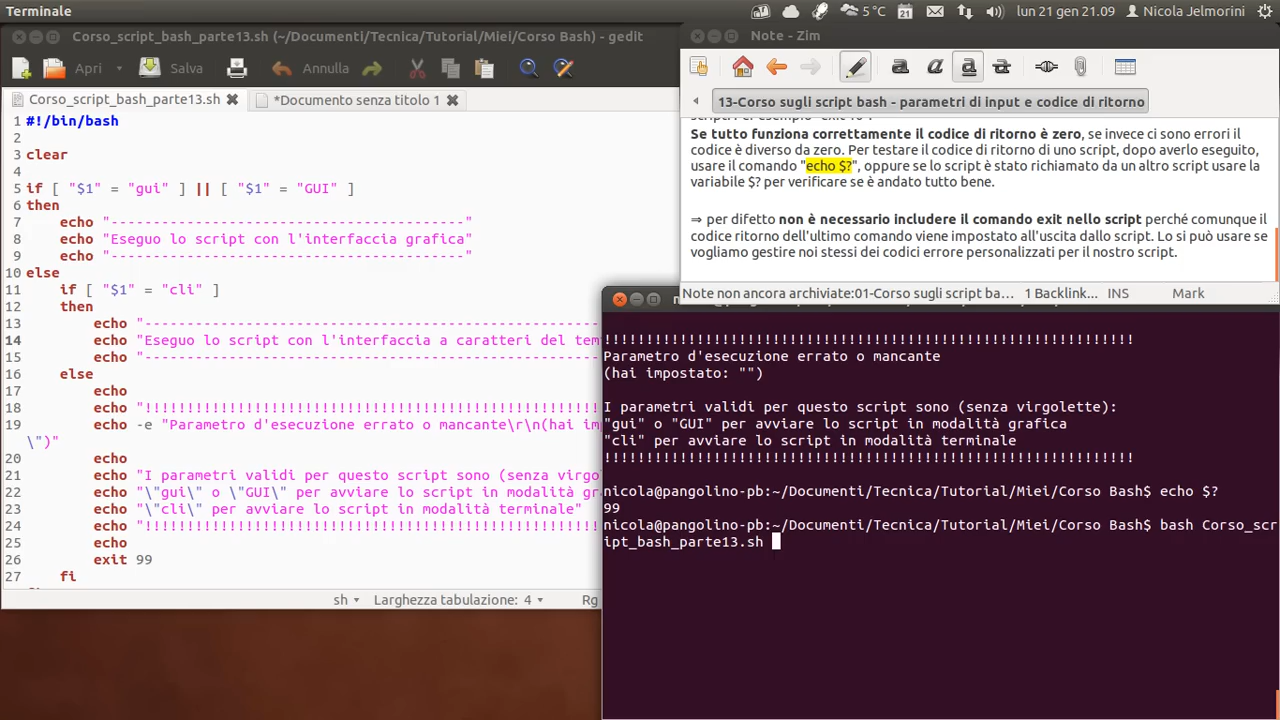 Terminale
5 °C
lun 21 gen 21.09
Nicola Jelmorini
Corso_script_bash_parte13.sh (~/Documenti/Tecnica/Tutorial/Miei/Corso Bash) - gedit
Apri
Salva
Annulla
Corso_script_bash_parte13.sh
*Documento senza titolo 1
1 #!/bin/bash
2
3 clear
4
5 if [ "$1" = "gui" ] || [ "$1" = "GUI" ]
6 then
7 echo "------------------------------------------"
8 echo "Eseguo lo script con l'interfaccia grafica"
9 echo "------------------------------------------"
10 else
11 if [ "$1" = "cli" ]
12 then
13 echo "------------------------------------------------------
14 echo "Eseguo lo script con l'interfaccia a caratteri del
15 echo "------------------------------------------------------
16 else
17 echo
18 echo "!!!!!!!!!!!!!!!!!!!!!!!!!!!!!!!!!!!!!!!!!!!!!!!!!!!!!!
19 echo -e "Parametro d'esecuzione errato o mancante\r\n(hai
\")"
20 echo
21 echo "I parametri validi per questo script sono (senza
22 echo "\"gui\" o \"GUI\" per avviare lo script in modalità
23 echo "\"cli\" per avviare lo script in modalità terminale"
24 echo "!!!!!!!!!!!!!!!!!!!!!!!!!!!!!!!!!!!!!!!!!!!!!!!!!!!!!!
25 echo
26 exit 99
27 fi
sh
Larghezza tabulazione: 4
Rg
Note - Zim
13-Corso sugli script bash - parametri di input e codice di ritorno
Se tutto funziona correttamente il codice di ritorno è zero, se invece ci sono errori il
codice è diverso da zero. Per testare il codice di ritorno di uno script, dopo averlo eseguito,
usare il comando "echo $?", oppure se lo script è stato richiamato da un altro script usare la
variabile $? per verificare se è andato tutto bene.
⇒ per difetto non è necessario includere il comando exit nello script perché comunque il
codice ritorno dell'ultimo comando viene impostato all'uscita dallo script. Lo si può usare se
vogliamo gestire noi stessi dei codici errore personalizzati per il nostro script.
Note non ancora archiviate:01-Corso sugli script ba...
1 Backlink...
INS
Mark
!!!!!!!!!!!!!!!!!!!!!!!!!!!!!!!!!!!!!!!!!!!!!!!!!!!!!!!!!!!!!!!
Parametro d'esecuzione errato o mancante
(hai impostato: "")
I parametri validi per questo script sono (senza virgolette):
"gui" o "GUI" per avviare lo script in modalità grafica
"cli" per avviare lo script in modalità terminale
!!!!!!!!!!!!!!!!!!!!!!!!!!!!!!!!!!!!!!!!!!!!!!!!!!!!!!!!!!!!!!!
nicola@pangolino-pb:~/Documenti/Tecnica/Tutorial/Miei/Corso Bash$ echo $?
99
nicola@pangolino-pb:~/Documenti/Tecnica/Tutorial/Miei/Corso Bash$ bash Corso_scr
ipt_bash_parte13.sh